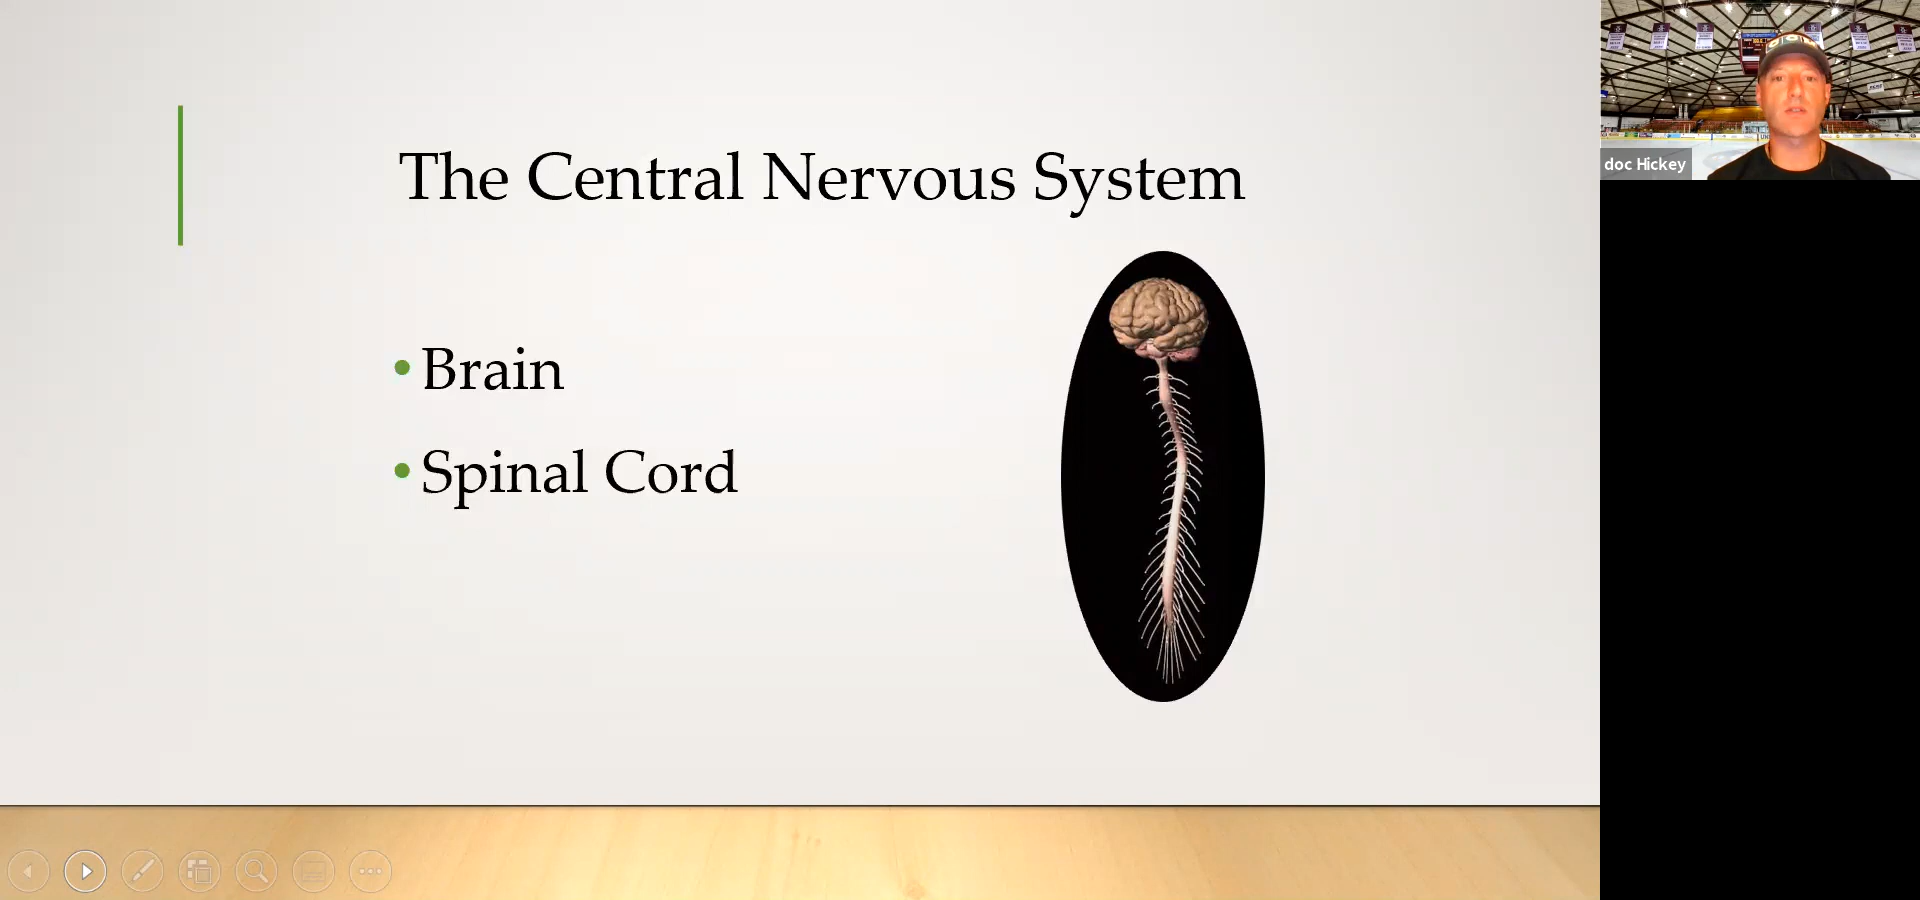 The Central Nervous System
• Brain
• Spinal Cord
doc Hickey